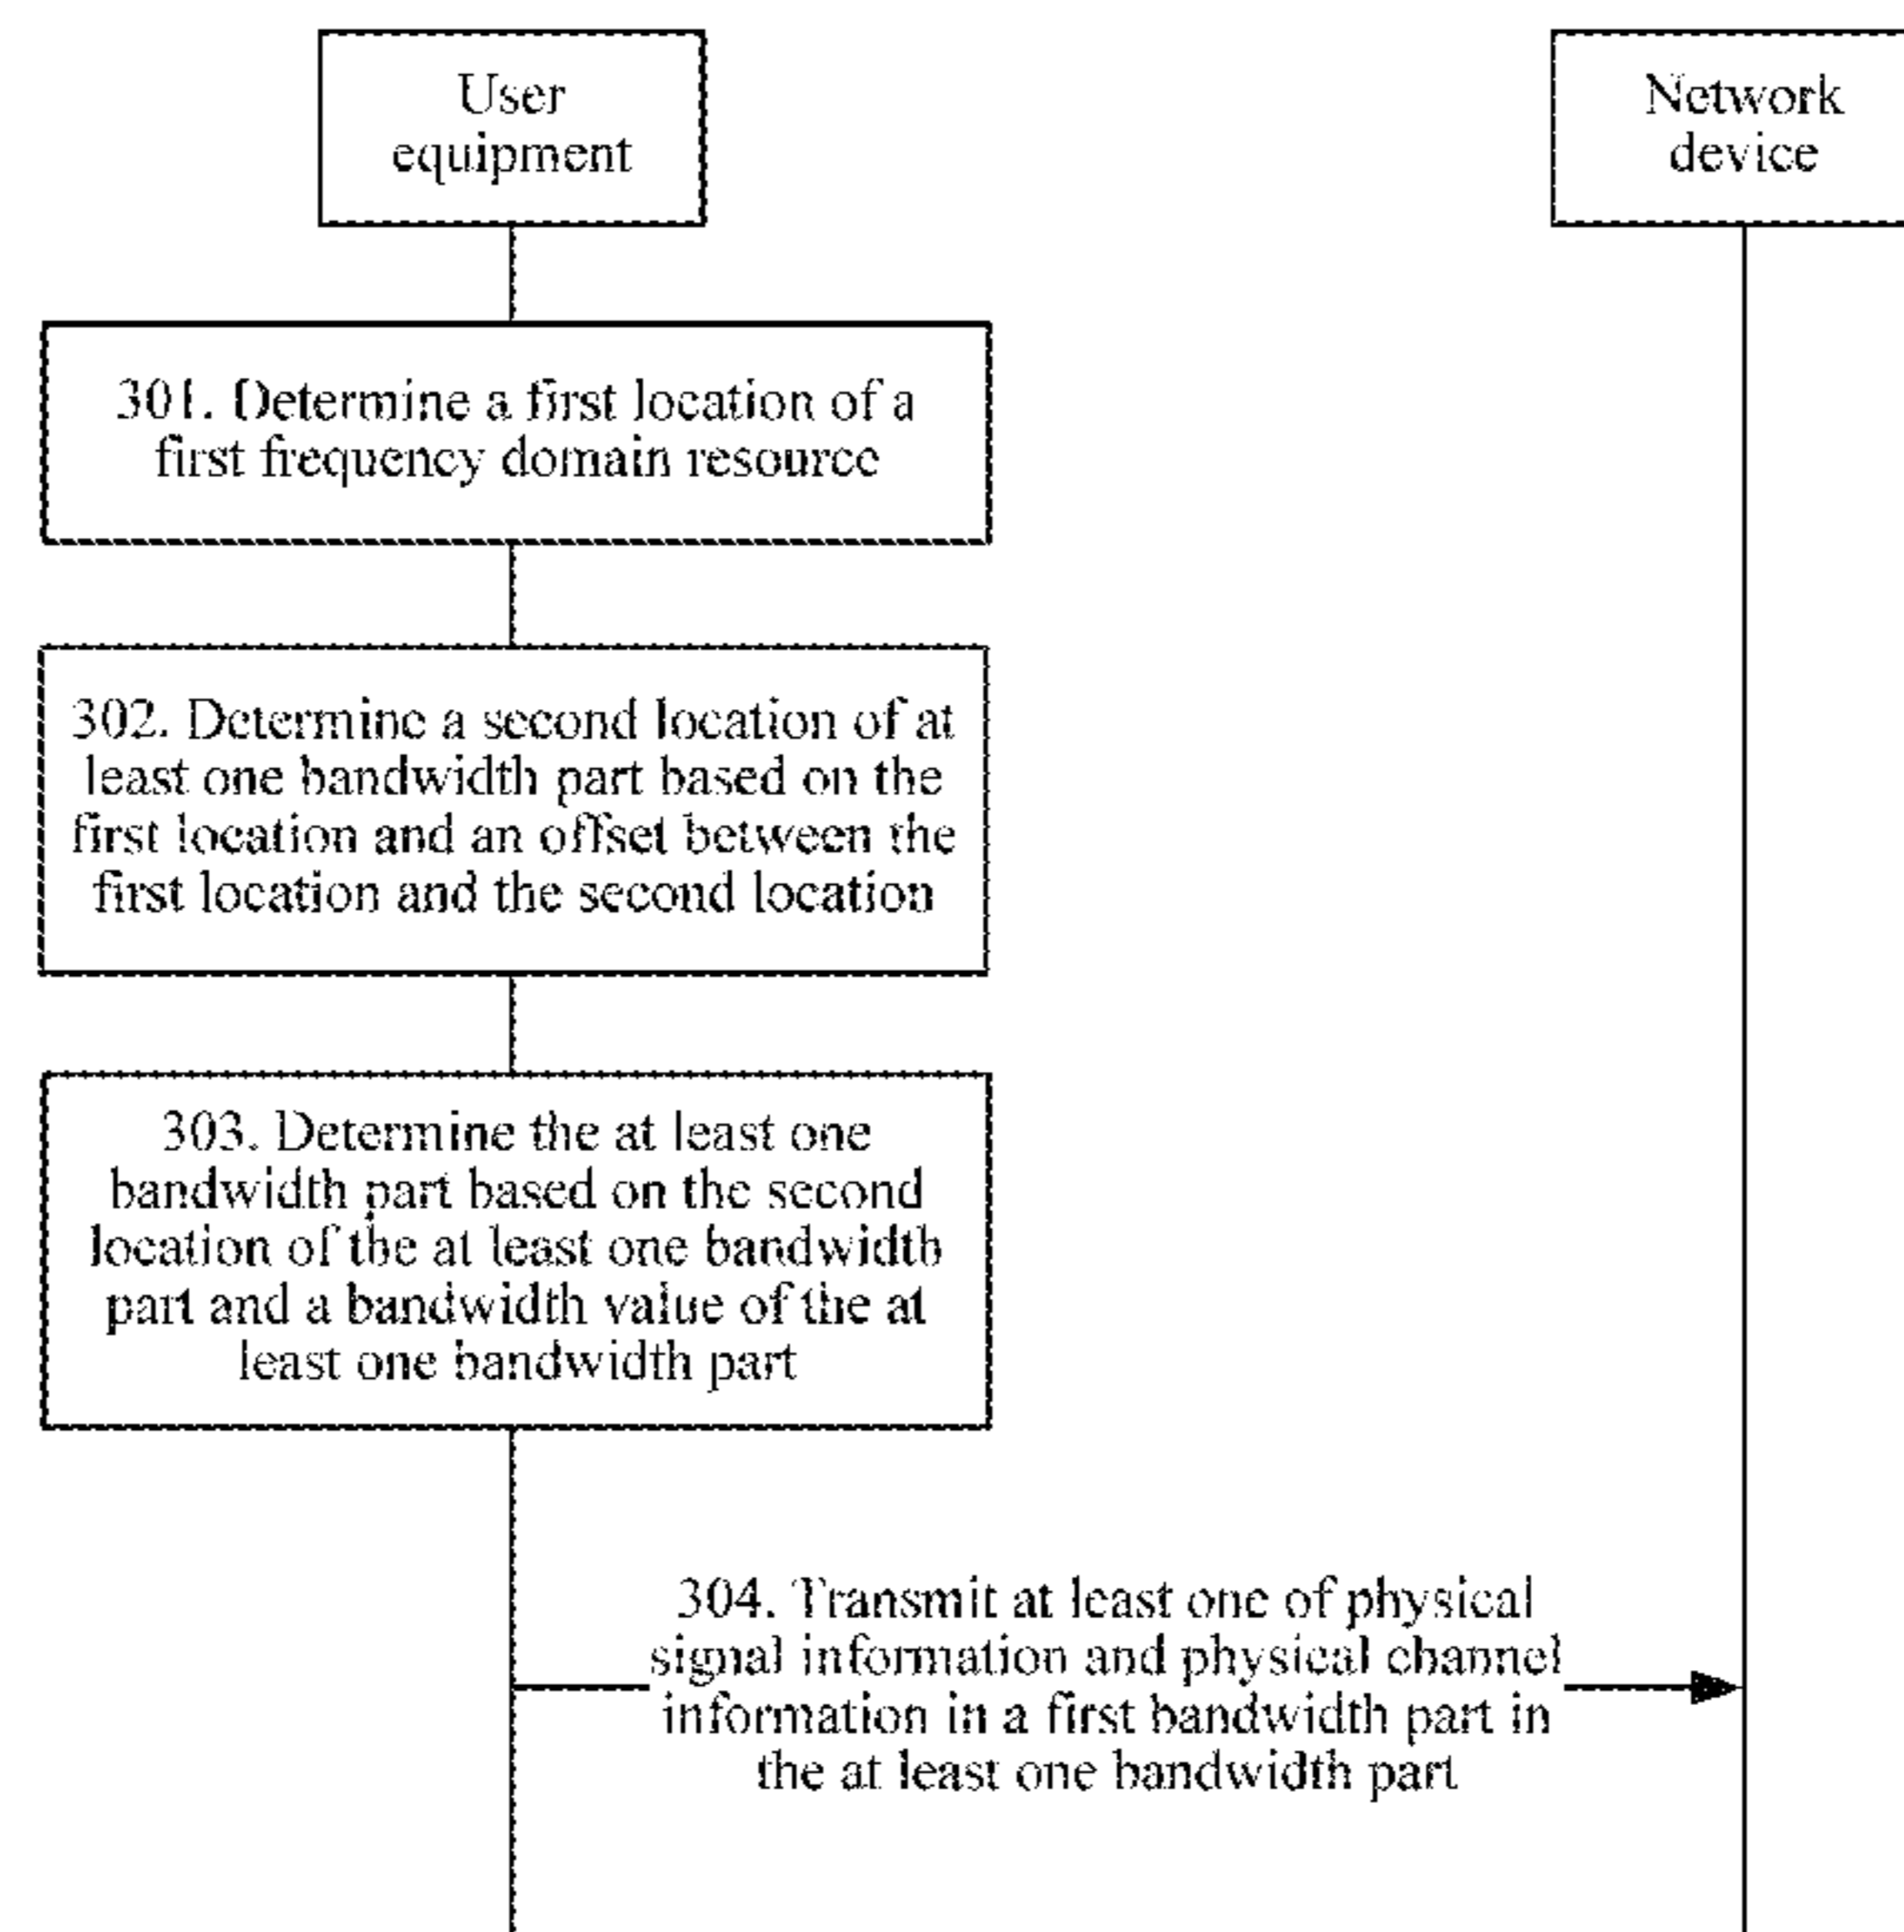 User
equipment
Network
device
301. Determine a first location of a
first frequency domain resource
302. Determine a second location of at
least one bandwidth part based on the
first location and an offset between the
first location and the second location
303. Determine the at least one
bandwidth part based on the second
location of the at least one bandwidth
part and a bandwidth value of the at
least one bandwidth part
304. Transmit at least one of physical
signal information and physical channel
information in a first bandwidth part in
the at least one bandwidth part